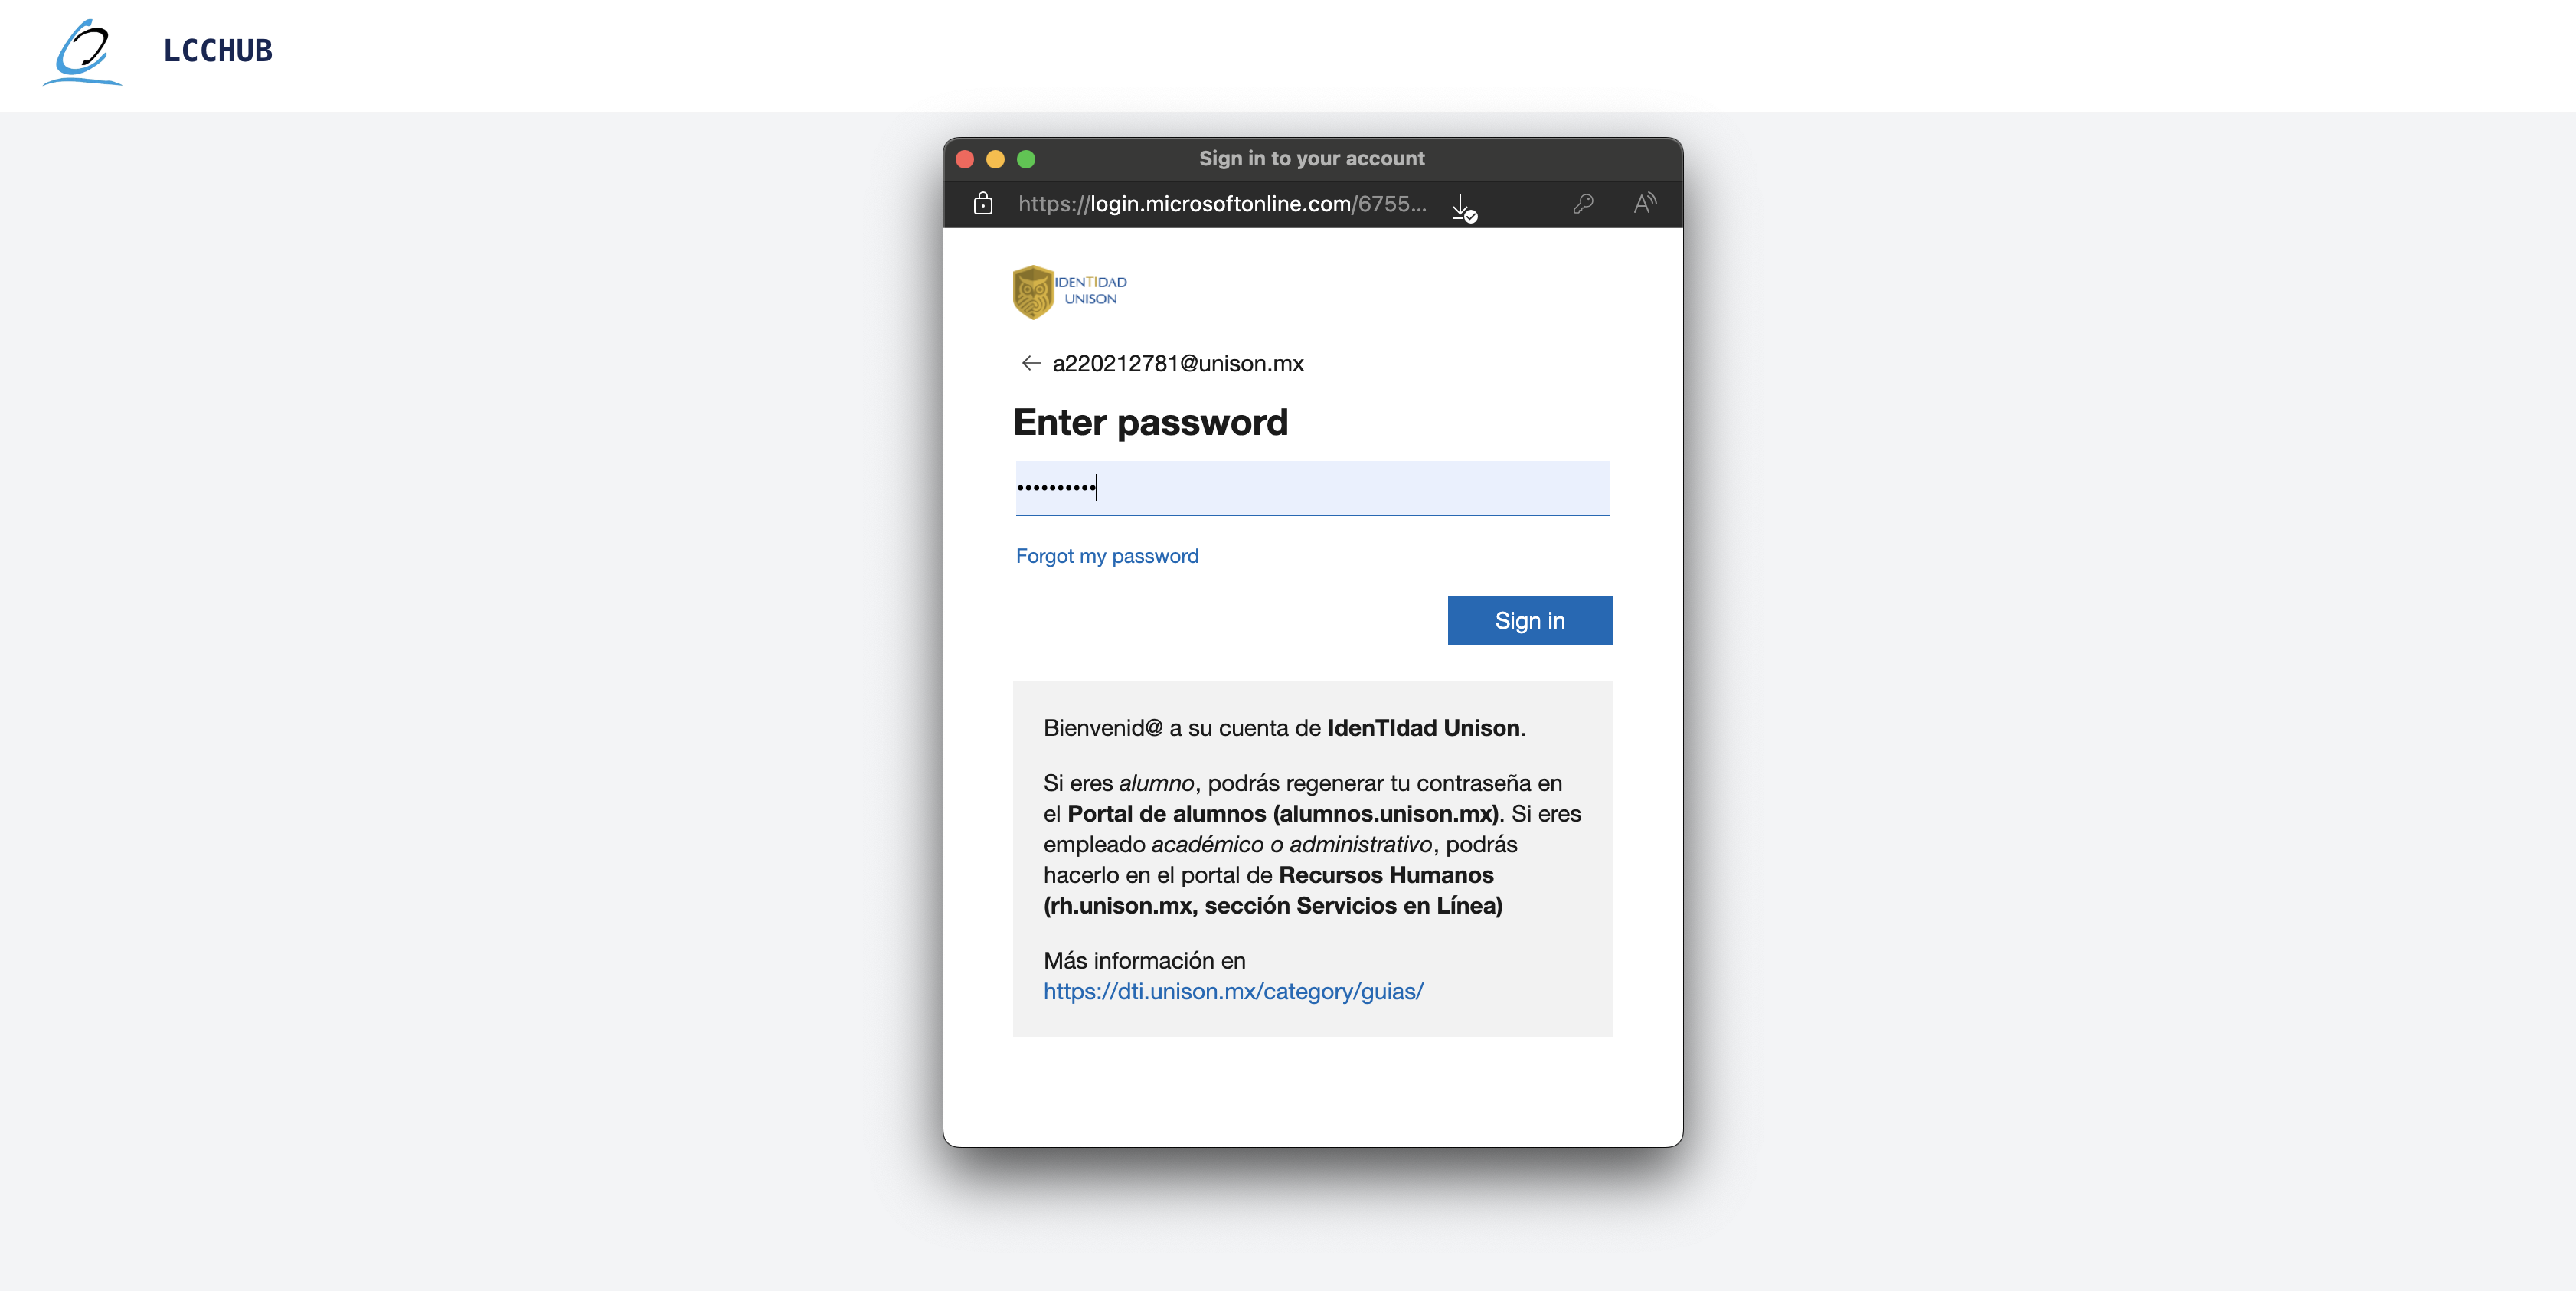 LCCHUB
Sign in to your account
https://login.microsoftonline.com/6755...
IDENTIDAD
UNISON
a220212781@unison.mx
Enter password
Forgot my password
Sign in
Bienvenid@ a su cuenta de IdenTIdad Unison.
Si eres alumno, podrás regenerar tu contraseña en
el Portal de alumnos (alumnos.unison.mx). Si eres
empleado académico o administrativo, podrás
hacerlo en el portal de Recursos Humanos
(rh.unison.mx, sección Servicios en Línea)
Más información en
https://dti.unison.mx/category/guias/